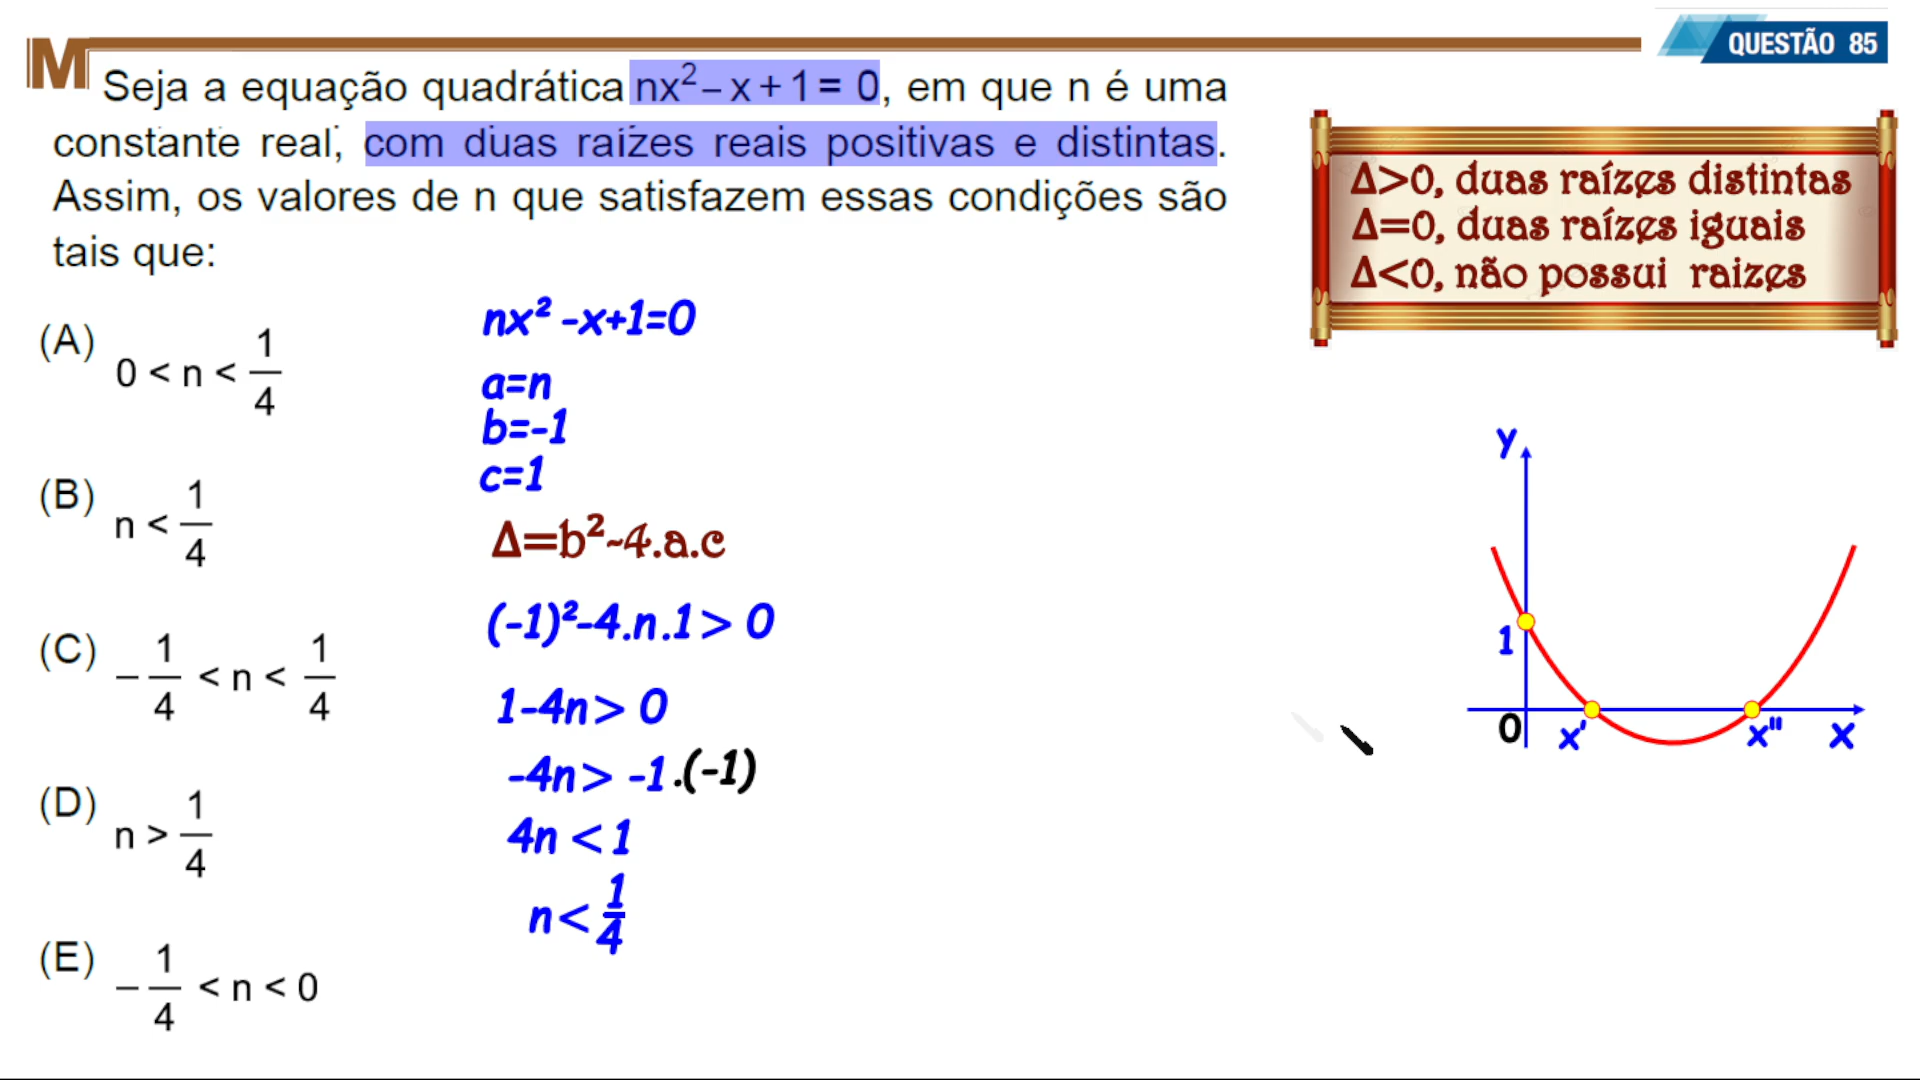 M
QUESTÃO 85
Seja a equação quadrática nx² – x + 1 = 0, em que n é uma
constante real, com duas raízes reais positivas e distintas.
Assim, os valores de n que satisfazem essas condições são
tais que:
(A) 0 < n < 1/4
(B) n < 1/4
(C) – 1/4 < n < 1/4
(D) n > 1/4
(E) – 1/4 < n < 0
nx² -x+1=0
a=n
b=-1
c=1
Δ=b²-4.a.c
(-1)²-4.n.1> 0
1-4n> 0
-4n> -1.(-1)
4n <1
n< 1/4
Δ>0, duas raízes distintas
Δ=0, duas raízes iguais
Δ<0, não possui raizes
y
1
0
x'
x"
x